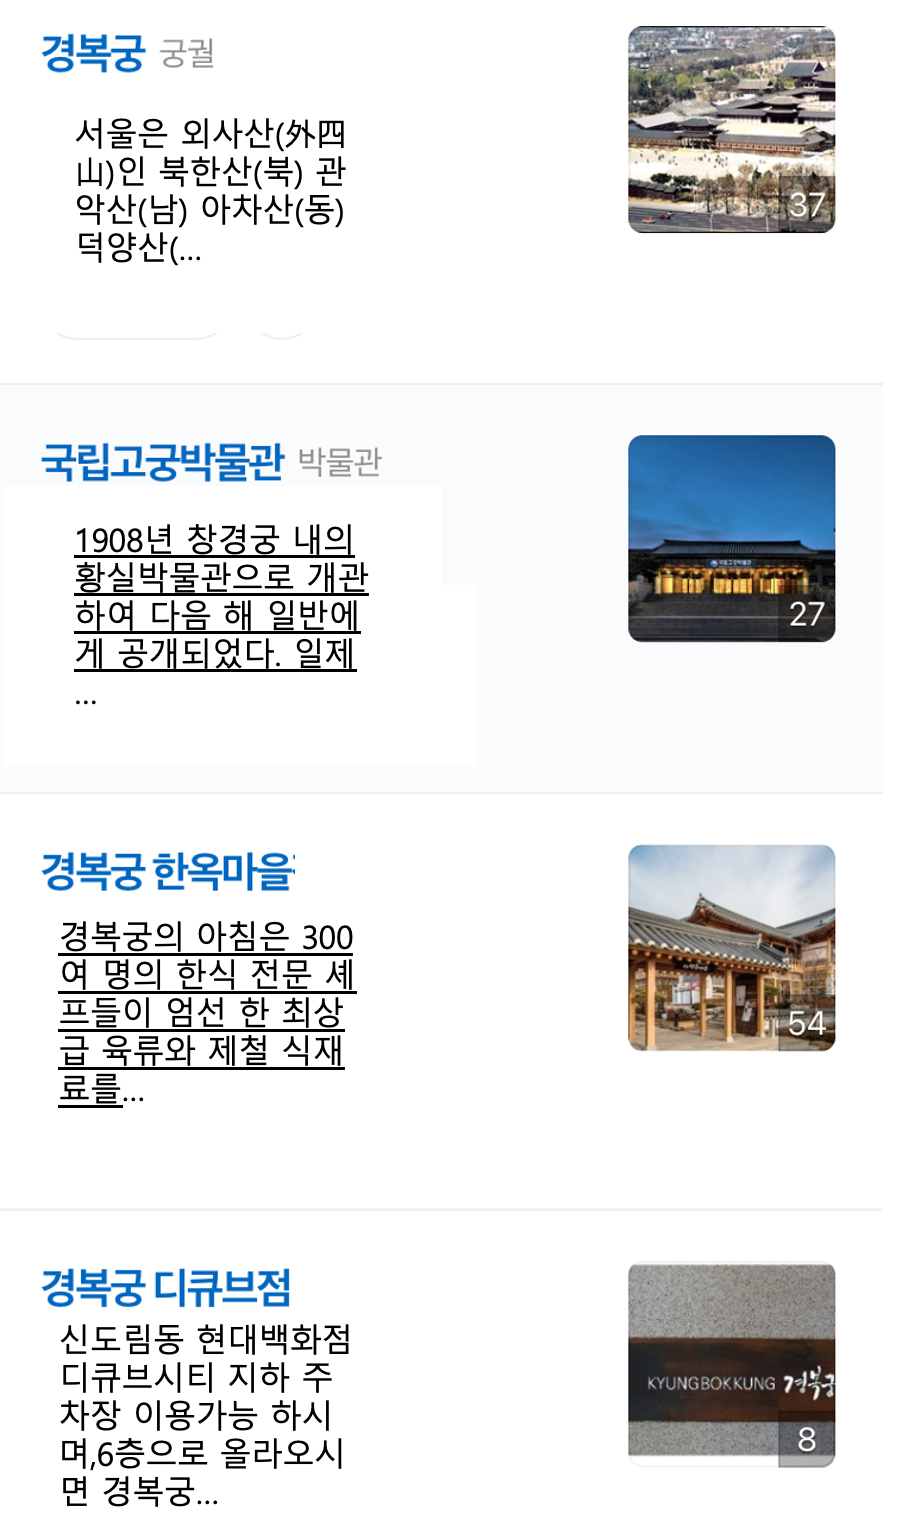 경복궁 궁궐
서울은 외사산(外四
山)인 북한산(북) 관
악산(남) 아차산(동)
덕양산(...
37
국립고궁박물관 박물관
1908년 창경궁 내의
황실박물관으로 개관
하여 다음 해 일반에
게 공개되었다. 일제
...
국립고궁박물관
27
경복궁 한옥마을
경복궁의 아침은 300
여 명의 한식 전문 셰
프들이 엄선 한 최상
급 육류와 제철 식재
료를...
54
경복궁 디큐브점
신도림동 현대백화점
디큐브시티 지하 주
차장 이용가능 하시
며,6층으로 올라오시
면 경복궁...
KYUNGBOKKUNG 경복궁
8